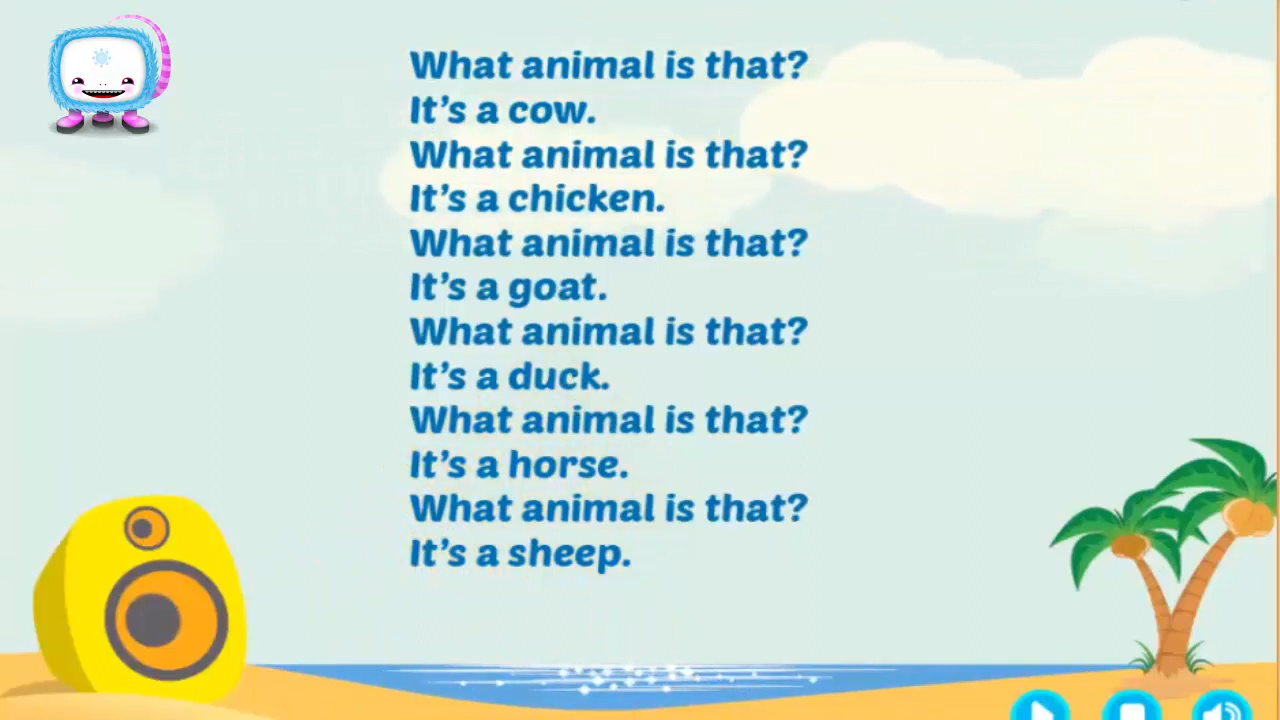 What animal is that?
It's a cow.
What animal is that?
It's a chicken.
What animal is that?
It's a goat.
What animal is that?
It's a duck.
What animal is that?
It's a horse.
What animal is that?
It's a sheep.